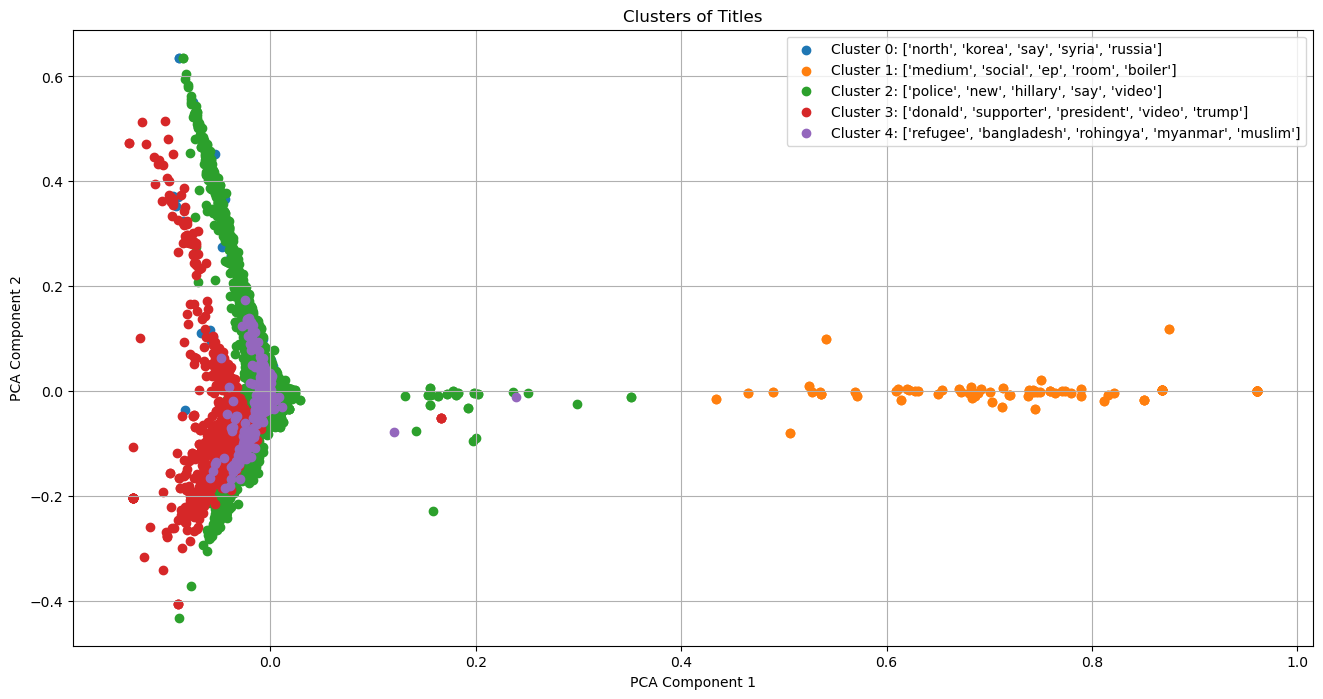 Clusters of Titles
Cluster 0: ['north', 'korea', 'say', 'syria', 'russia']
Cluster 1: ['medium', 'social', 'ep', 'room', 'boiler']
Cluster 2: ['police', 'new', 'hillary', 'say', 'video']
Cluster 3: ['donald', 'supporter', 'president', 'video', 'trump']
Cluster 4: ['refugee', 'bangladesh', 'rohingya', 'myanmar', 'muslim']
PCA Component 2
0.6
0.4
0.2
0.0
−0.2
−0.4
0.0 0.2 0.4 0.6 0.8 1.0
PCA Component 1